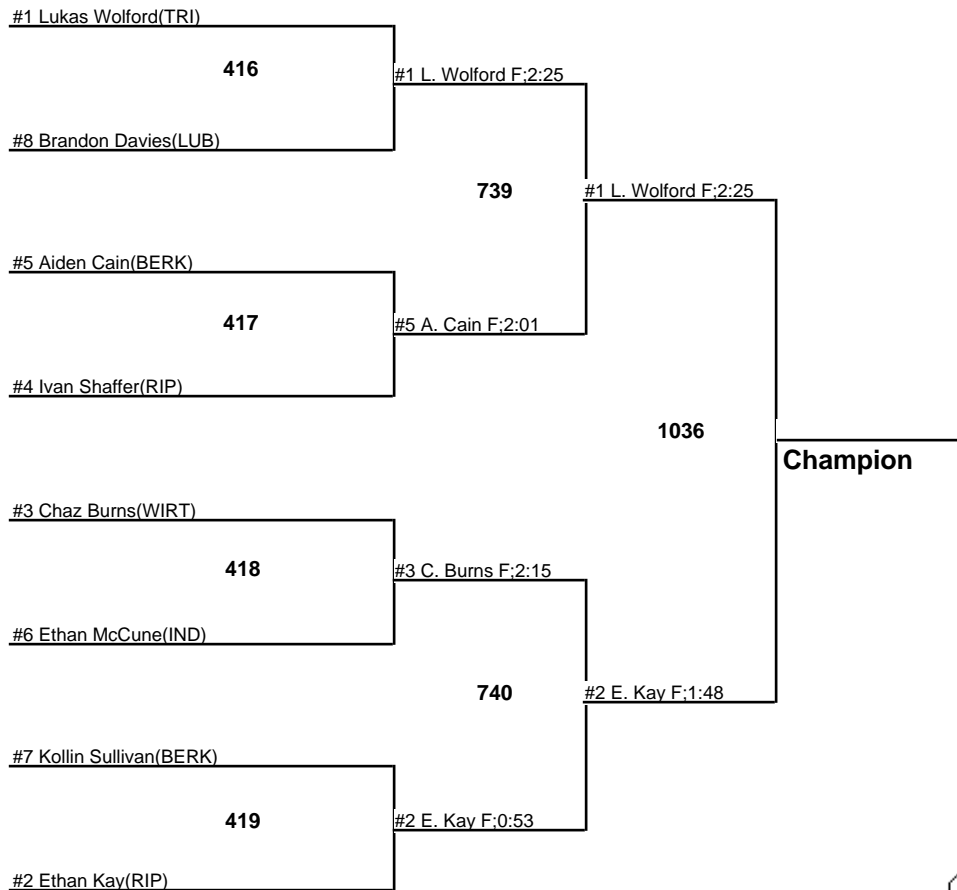 #1 Lukas Wolford(TRI)
416
#1 L. Wolford F;2:25
#8 Brandon Davies(LUB)
739
#1 L. Wolford F;2:25
#5 Aiden Cain(BERK)
417
#5 A. Cain F;2:01
#4 Ivan Shaffer(RIP)
1036
Champion
#3 Chaz Burns(WIRT)
418
#3 C. Burns F;2:15
#6 Ethan McCune(IND)
740
#2 E. Kay F;1:48
#7 Kollin Sullivan(BERK)
419
#2 E. Kay F;0:53
#2 Ethan Kay(RIP)